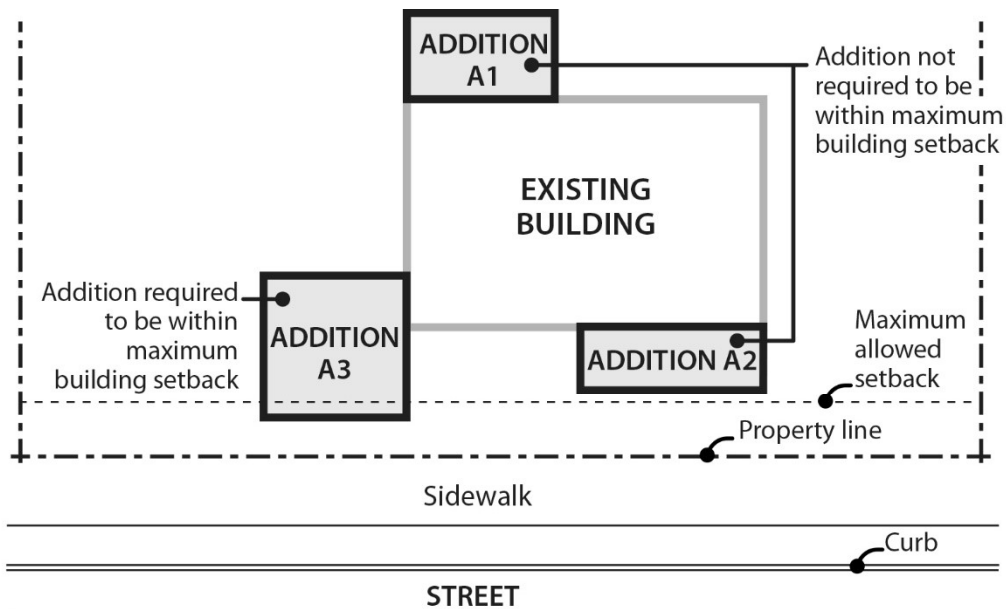 ADDITION
A1
Addition not
required to be
within maximum
building setback
EXISTING
BUILDING
Addition required
to be within
maximum
building setback
ADDITION
A3
ADDITION A2
Maximum
allowed
setback
Property line
Sidewalk
Curb
STREET